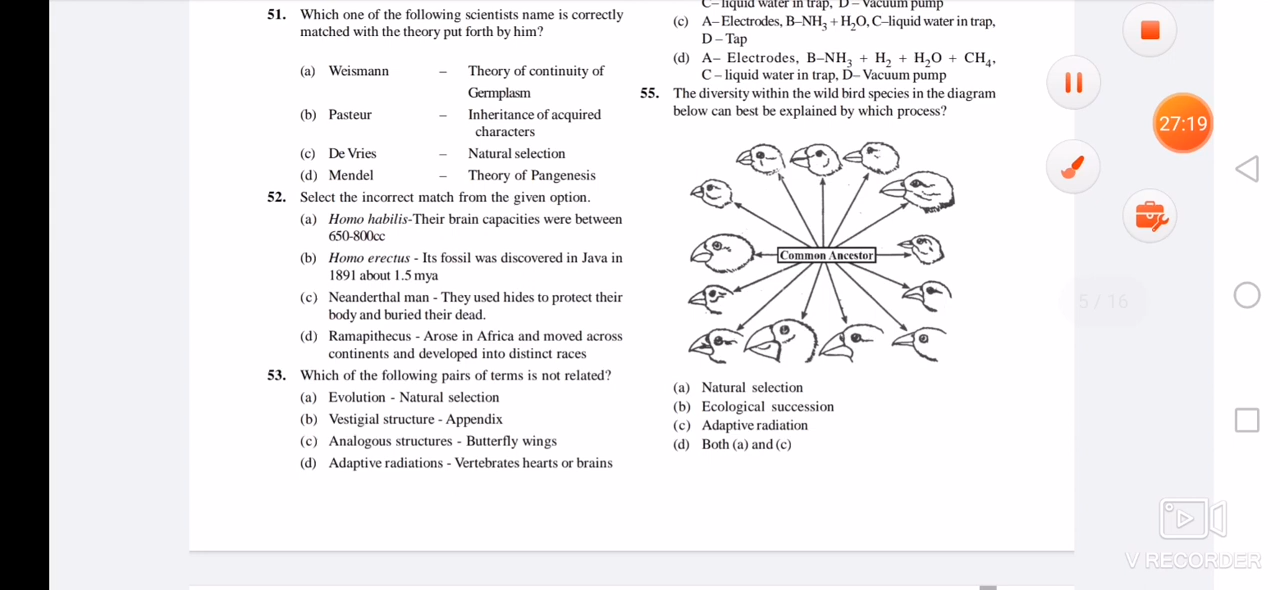 51. Which one of the following scientists name is correctly
matched with the theory put forth by him?
(a) Weismann – Theory of continuity of
Germplasm
(b) Pasteur – Inheritance of acquired
characters
(c) De Vries – Natural selection
(d) Mendel – Theory of Pangenesis
52. Select the incorrect match from the given option.
(a) Homo habilis-Their brain capacities were between
650-800cc
(b) Homo erectus - Its fossil was discovered in Java in
1891 about 1.5 mya
(c) Neanderthal man - They used hides to protect their
body and buried their dead.
(d) Ramapithecus - Arose in Africa and moved across
continents and developed into distinct races
53. Which of the following pairs of terms is not related?
(a) Evolution - Natural selection
(b) Vestigial structure - Appendix
(c) Analogous structures - Butterfly wings
(d) Adaptive radiations - Vertebrates hearts or brains
C– liquid water in trap, D – Vacuum pump
(c) A– Electrodes, B–NH3 + H2O, C–liquid water in trap,
D – Tap
(d) A– Electrodes, B–NH3 + H2 + H2O + CH4,
C – liquid water in trap, D– Vacuum pump
55. The diversity within the wild bird species in the diagram
below can best be explained by which process?
Common Ancestor
(a) Natural selection
(b) Ecological succession
(c) Adaptive radiation
(d) Both (a) and (c)
27:19
5 / 16
V RECORDER